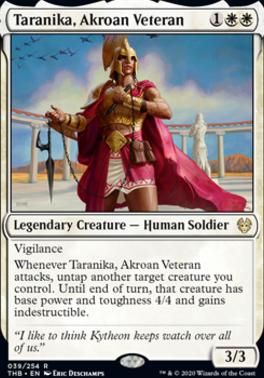 Taranika, Akroan Veteran 1
Legendary Creature — Human Soldier
Vigilance
Whenever Taranika, Akroan Veteran
attacks, untap another target creature you
control. Until end of turn, that creature has
base power and toughness 4/4 and gains
indestructible.
“I like to think Kytheon keeps watch over all
of us.”
3/3
039/254 R
THB • EN Eric Deschamps
™ & © 2020 Wizards of the Coast